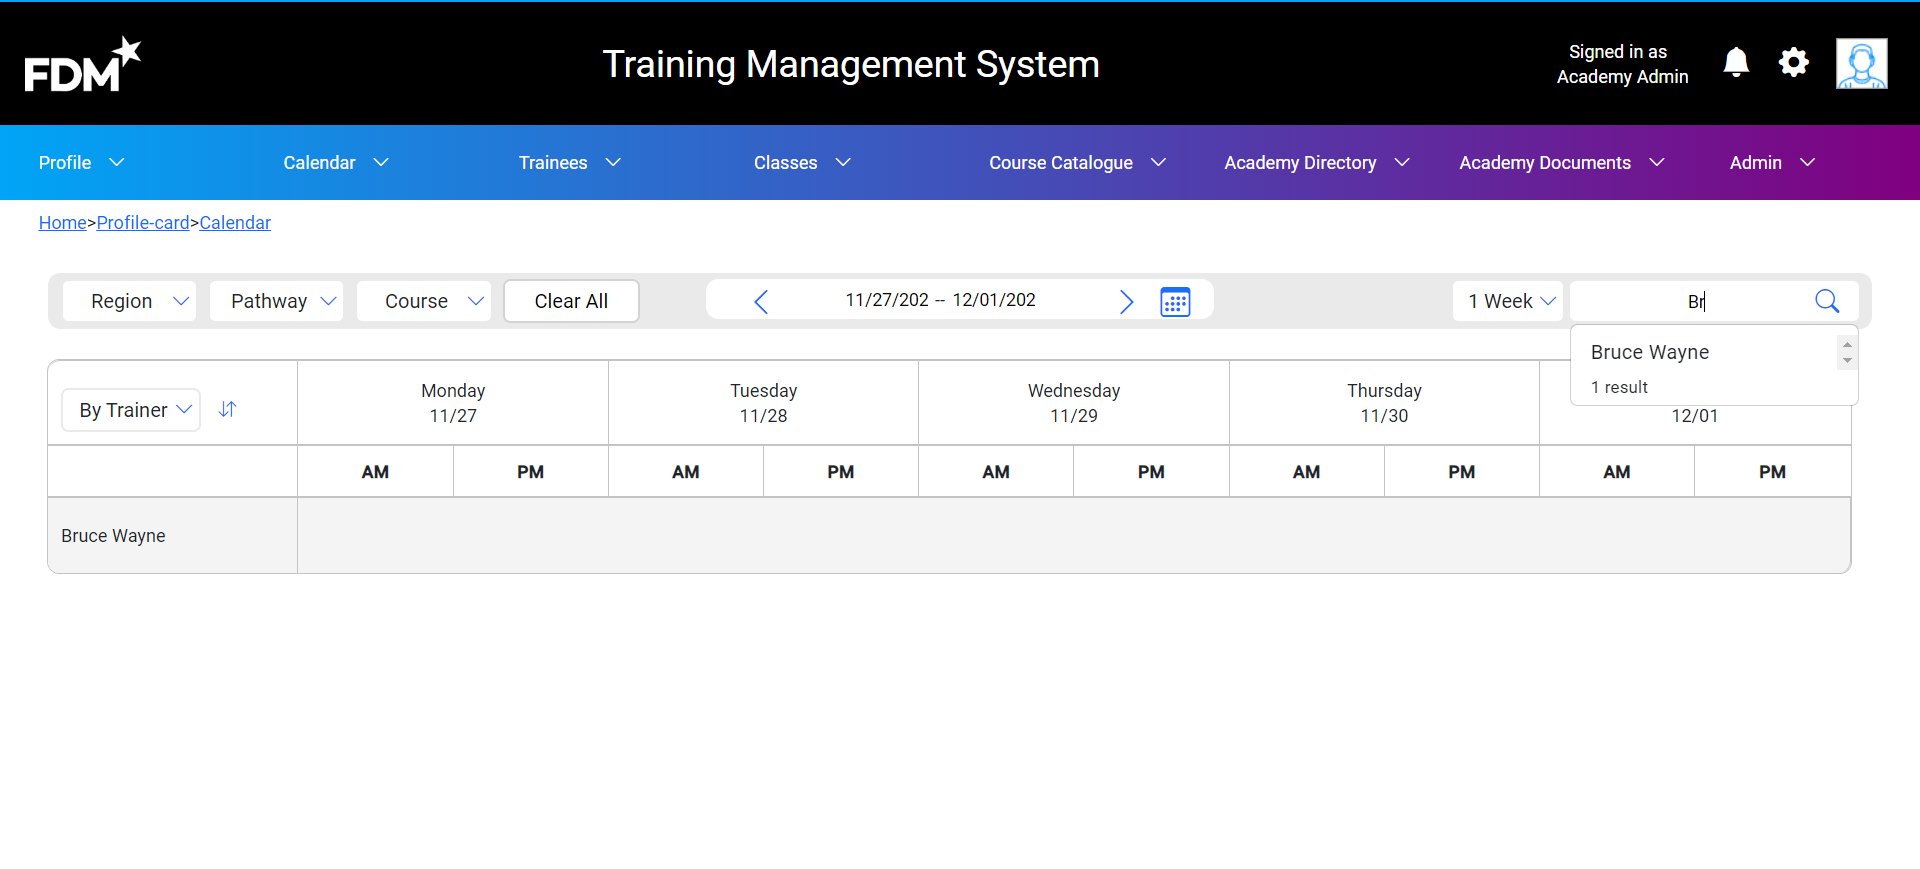 FDM
Training Management System
Signed in as
Academy Admin
Profile
Calendar
Trainees
Classes
Course Catalogue
Academy Directory
Academy Documents
Admin
Home>Profile-card>Calendar
Region
Pathway
Course
Clear All
11/27/202 -- 12/01/202
1 Week
Br
Bruce Wayne
1 result
By Trainer
Monday
11/27
Tuesday
11/28
Wednesday
11/29
Thursday
11/30
12/01
AM PM AM PM AM PM AM PM AM PM
Bruce Wayne